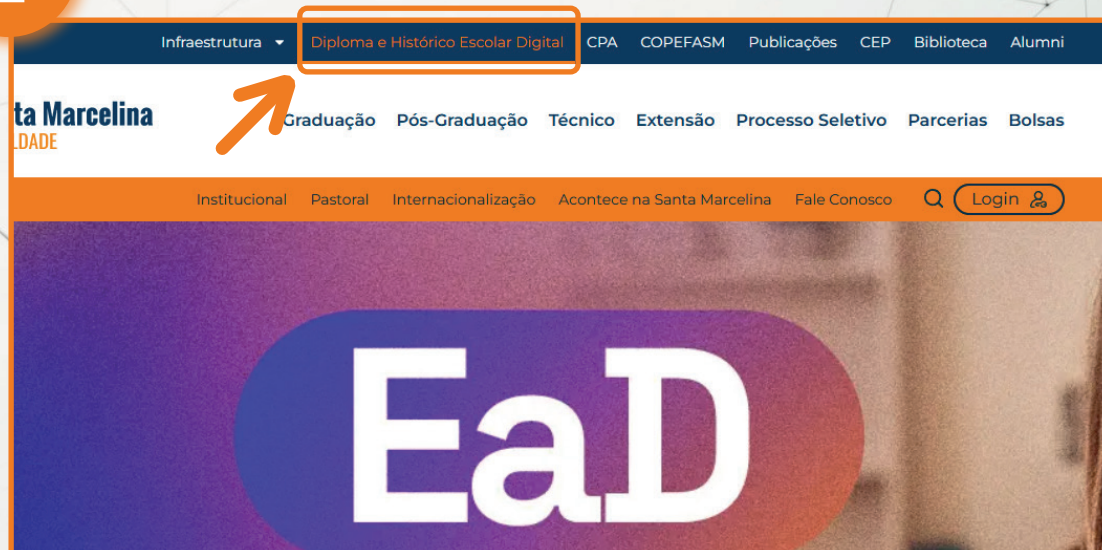 Infraestrutura Diploma e Histórico Escolar Digital CPA COPEFASM Publicações CEP Biblioteca Alumni
ta Marcelina
LDADE
Graduação Pós-Graduação Técnico Extensão Processo Seletivo Parcerias Bolsas
Institucional Pastoral Internacionalização Acontece na Santa Marcelina Fale Conosco Login
EaD